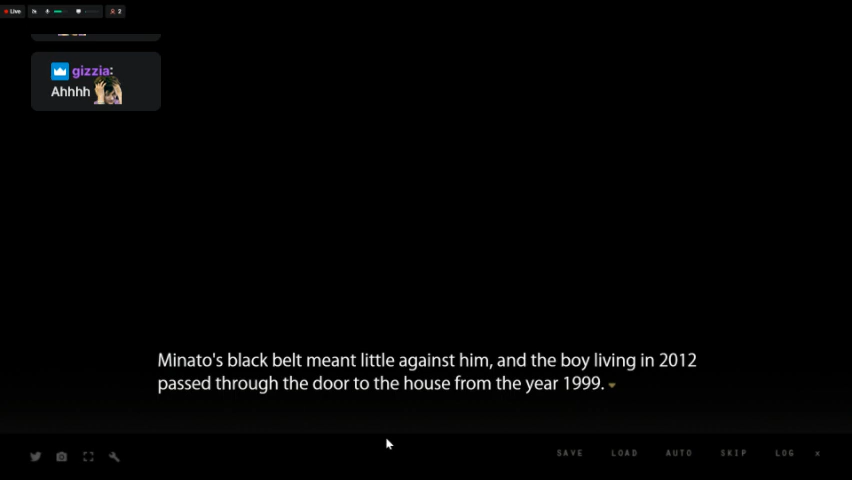 Live 1x 2
gizzia:
Ahhhh
Minato's black belt meant little against him, and the boy living in 2012
passed through the door to the house from the year 1999.
SAVE LOAD AUTO SKIP LOG ×